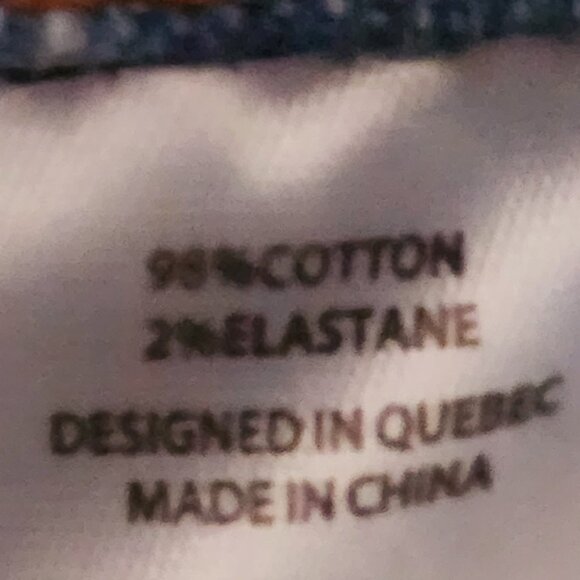 98%COTTON
2%ELASTANE
DESIGNED IN QUEBEC
MADE IN CHINA